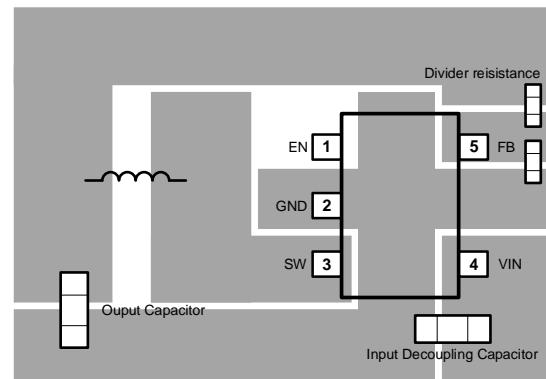 Divider reisistance
EN 1 5 FB
GND 2
SW 3 4 VIN
Ouput Capacitor
Input Decoupling Capacitor